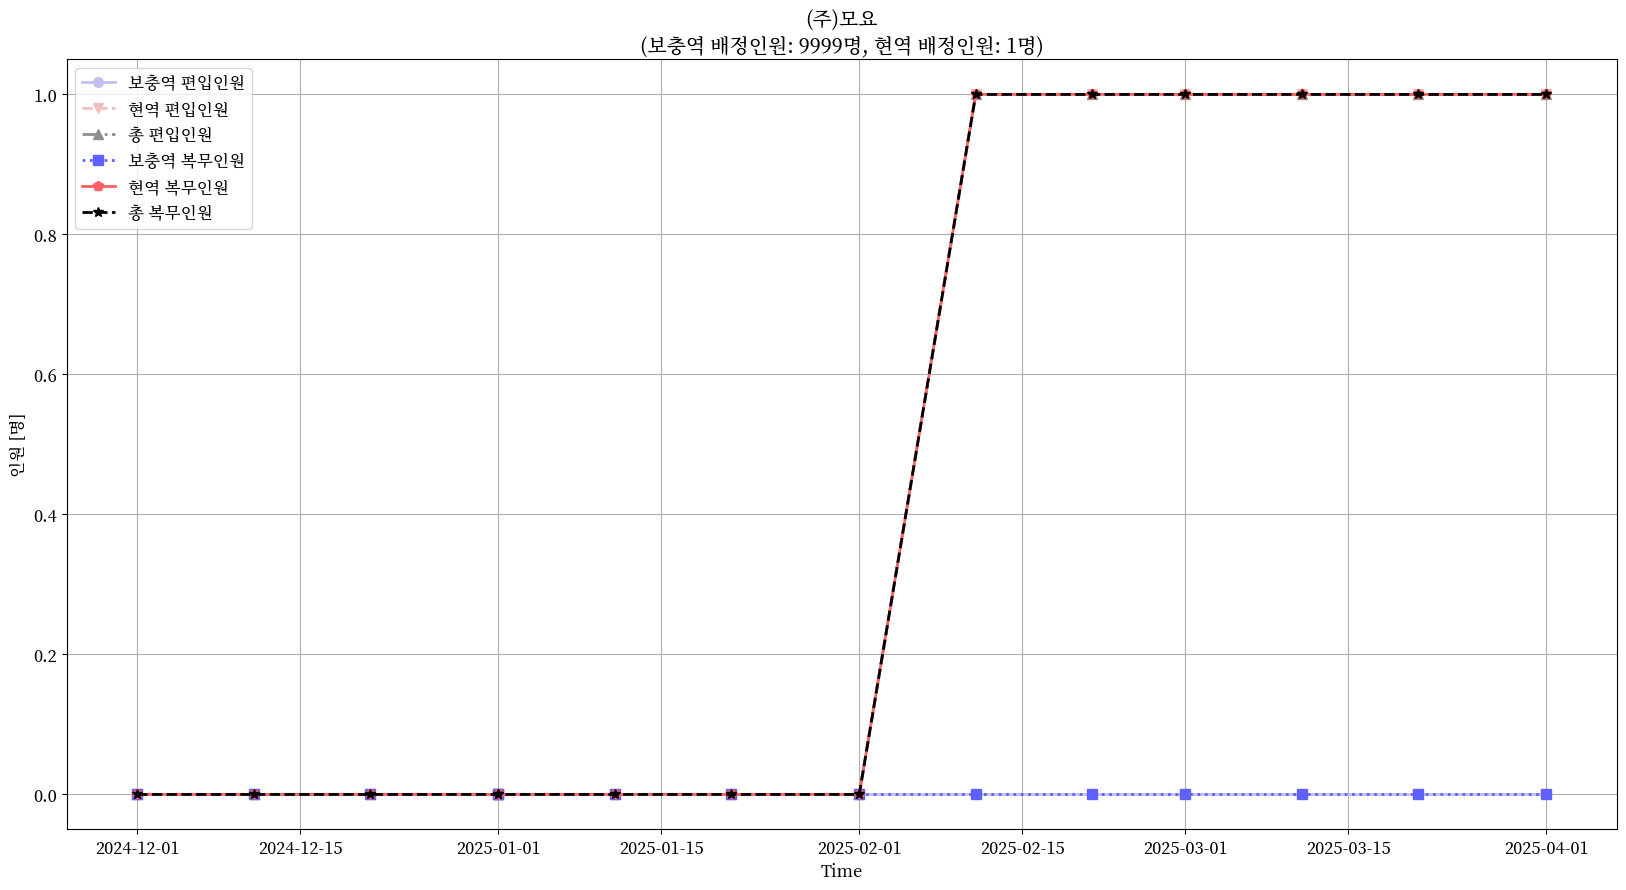 (주)모요
(보충역 배정인원: 9999명, 현역 배정인원: 1명)
보충역 편입인원
현역 편입인원
총 편입인원
보충역 복무인원
현역 복무인원
총 복무인원
인원 [명]
1.0
0.8
0.6
0.4
0.2
0.0
2024-12-01 2024-12-15 2025-01-01 2025-01-15 2025-02-01 2025-02-15 2025-03-01 2025-03-15 2025-04-01
Time